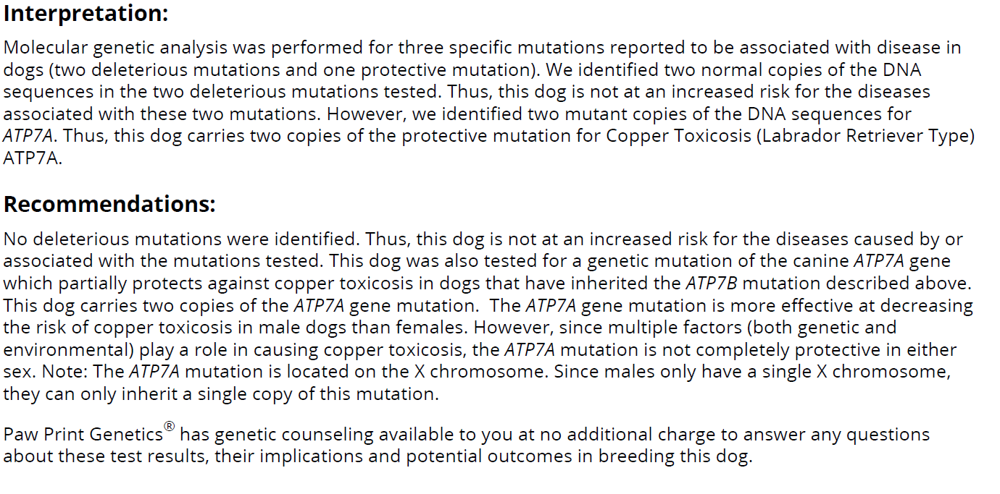 Interpretation:
Molecular genetic analysis was performed for three specific mutations reported to be associated with disease in
dogs (two deleterious mutations and one protective mutation). We identified two normal copies of the DNA
sequences in the two deleterious mutations tested. Thus, this dog is not at an increased risk for the diseases
associated with these two mutations. However, we identified two mutant copies of the DNA sequences for
ATP7A. Thus, this dog carries two copies of the protective mutation for Copper Toxicosis (Labrador Retriever Type)
ATP7A.
Recommendations:
No deleterious mutations were identified. Thus, this dog is not at an increased risk for the diseases caused by or
associated with the mutations tested. This dog was also tested for a genetic mutation of the canine ATP7A gene
which partially protects against copper toxicosis in dogs that have inherited the ATP7B mutation described above.
This dog carries two copies of the ATP7A gene mutation.  The ATP7A gene mutation is more effective at decreasing
the risk of copper toxicosis in male dogs than females. However, since multiple factors (both genetic and
environmental) play a role in causing copper toxicosis, the ATP7A mutation is not completely protective in either
sex. Note: The ATP7A mutation is located on the X chromosome. Since males only have a single X chromosome,
they can only inherit a single copy of this mutation.
Paw Print Genetics® has genetic counseling available to you at no additional charge to answer any questions
about these test results, their implications and potential outcomes in breeding this dog.